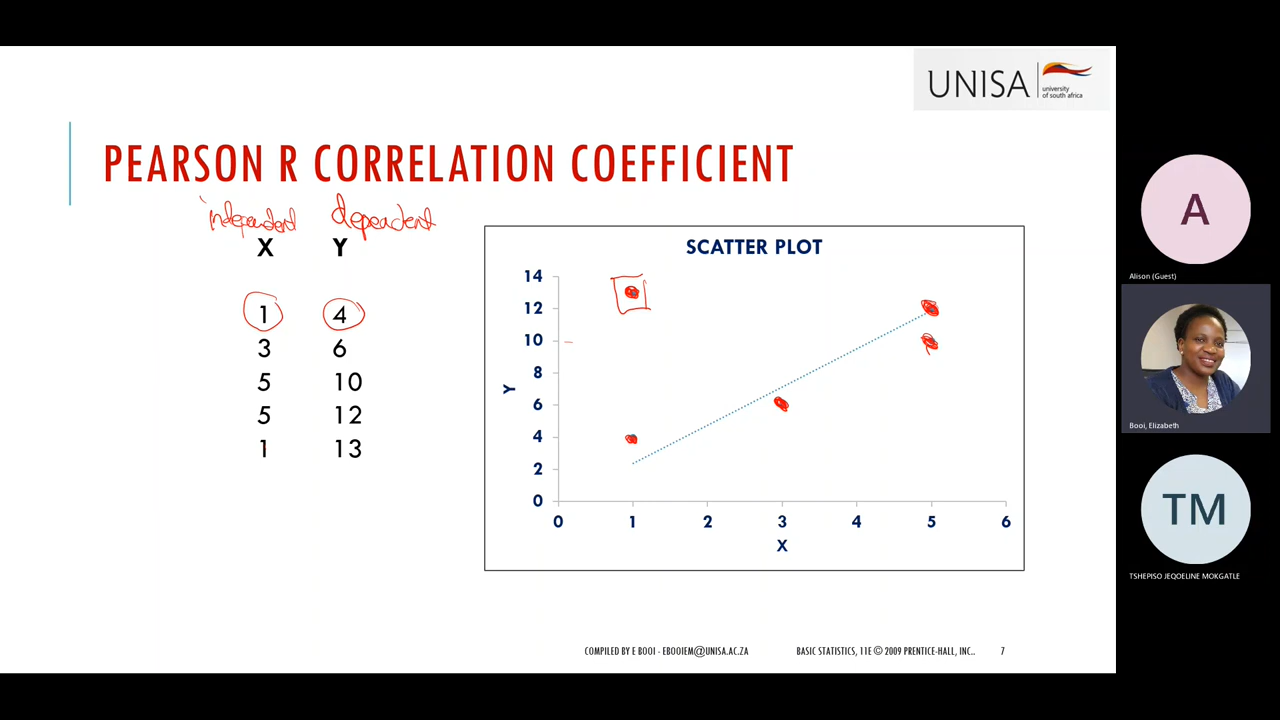 UNISA
university
of south africa
PEARSON R CORRELATION COEFFICIENT
independent dependent
X Y
1 4
3 6
5 10
5 12
1 13
SCATTER PLOT
14
12
10
8
6
4
2
0
Y
0 1 2 3 4 5 6
X
COMPILED BY E BOOI - EBOOIEM@UNISA.AC.ZA BASIC STATISTICS, 11E © 2009 PRENTICE-HALL, INC.. 7
A
Alison (Guest)
Booi, Elizabeth
TM
TSHEPISO JEQOELINE MOKGATLE